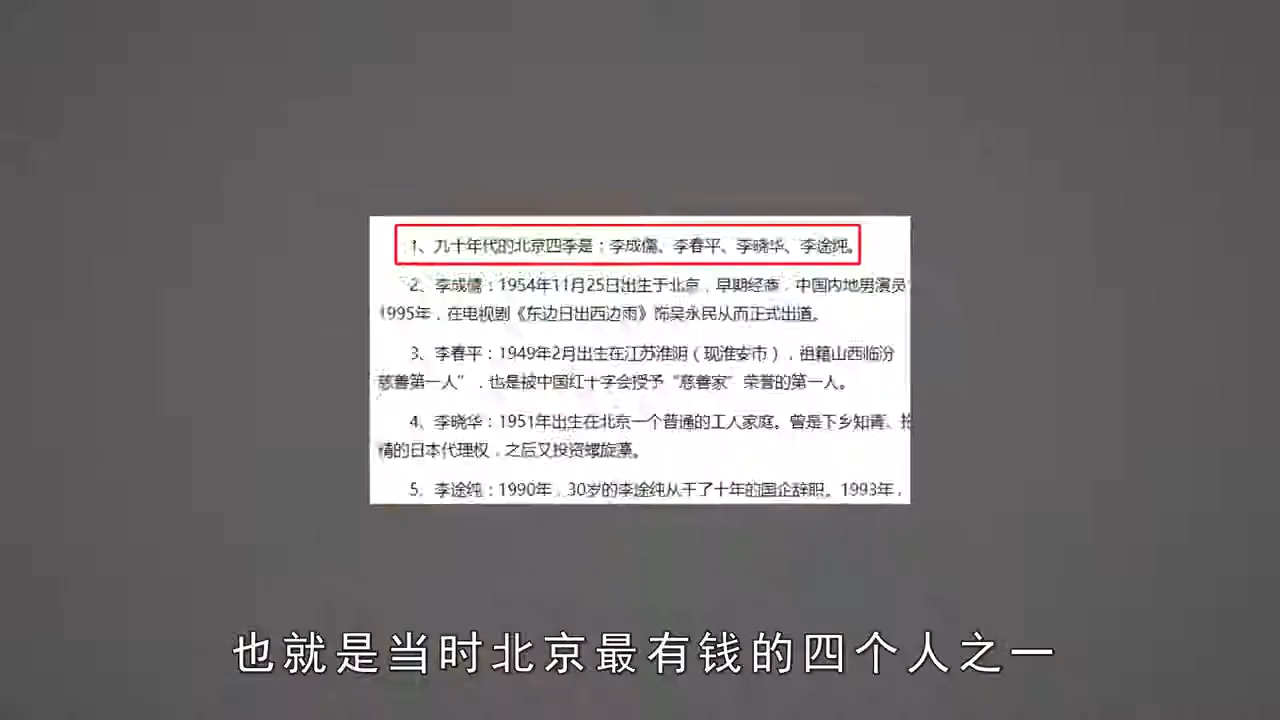 1、九十年代的北京四季是：李成儒、李春平、李晓华、李途纯。
2、李成儒：1954年11月25日出生于北京，早期经商，中国内地男演员
1995年，在电视剧《东边日出西边雨》饰吴永民从而正式出道。
3、李春平：1949年2月出生在江苏淮阴（现淮安市），祖籍山西临汾
慈善第一人”，也是被中国红十字会授予“慈善家”荣誉的第一人。
4、李晓华：1951年出生在北京一个普通的工人家庭。曾是下乡知青、
精的日本代理权，之后又投资螺旋藻。
5、李途纯：1990年，30岁的李途纯从干了十年的国企辞职。1993年，
也就是当时北京最有钱的四个人之一